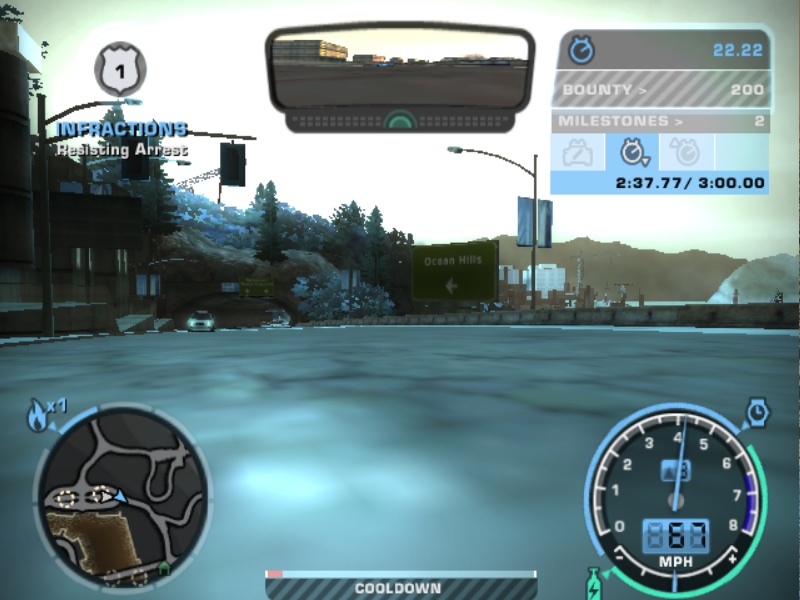 1
22.22
BOUNTY > 200
MILESTONES > 2
INFRACTIONS
Resisting Arrest
2:37.77/ 3:00.00
Ocean Hills
x1
0 1 2 3 4 5 6 7 8
67
MPH
COOLDOWN